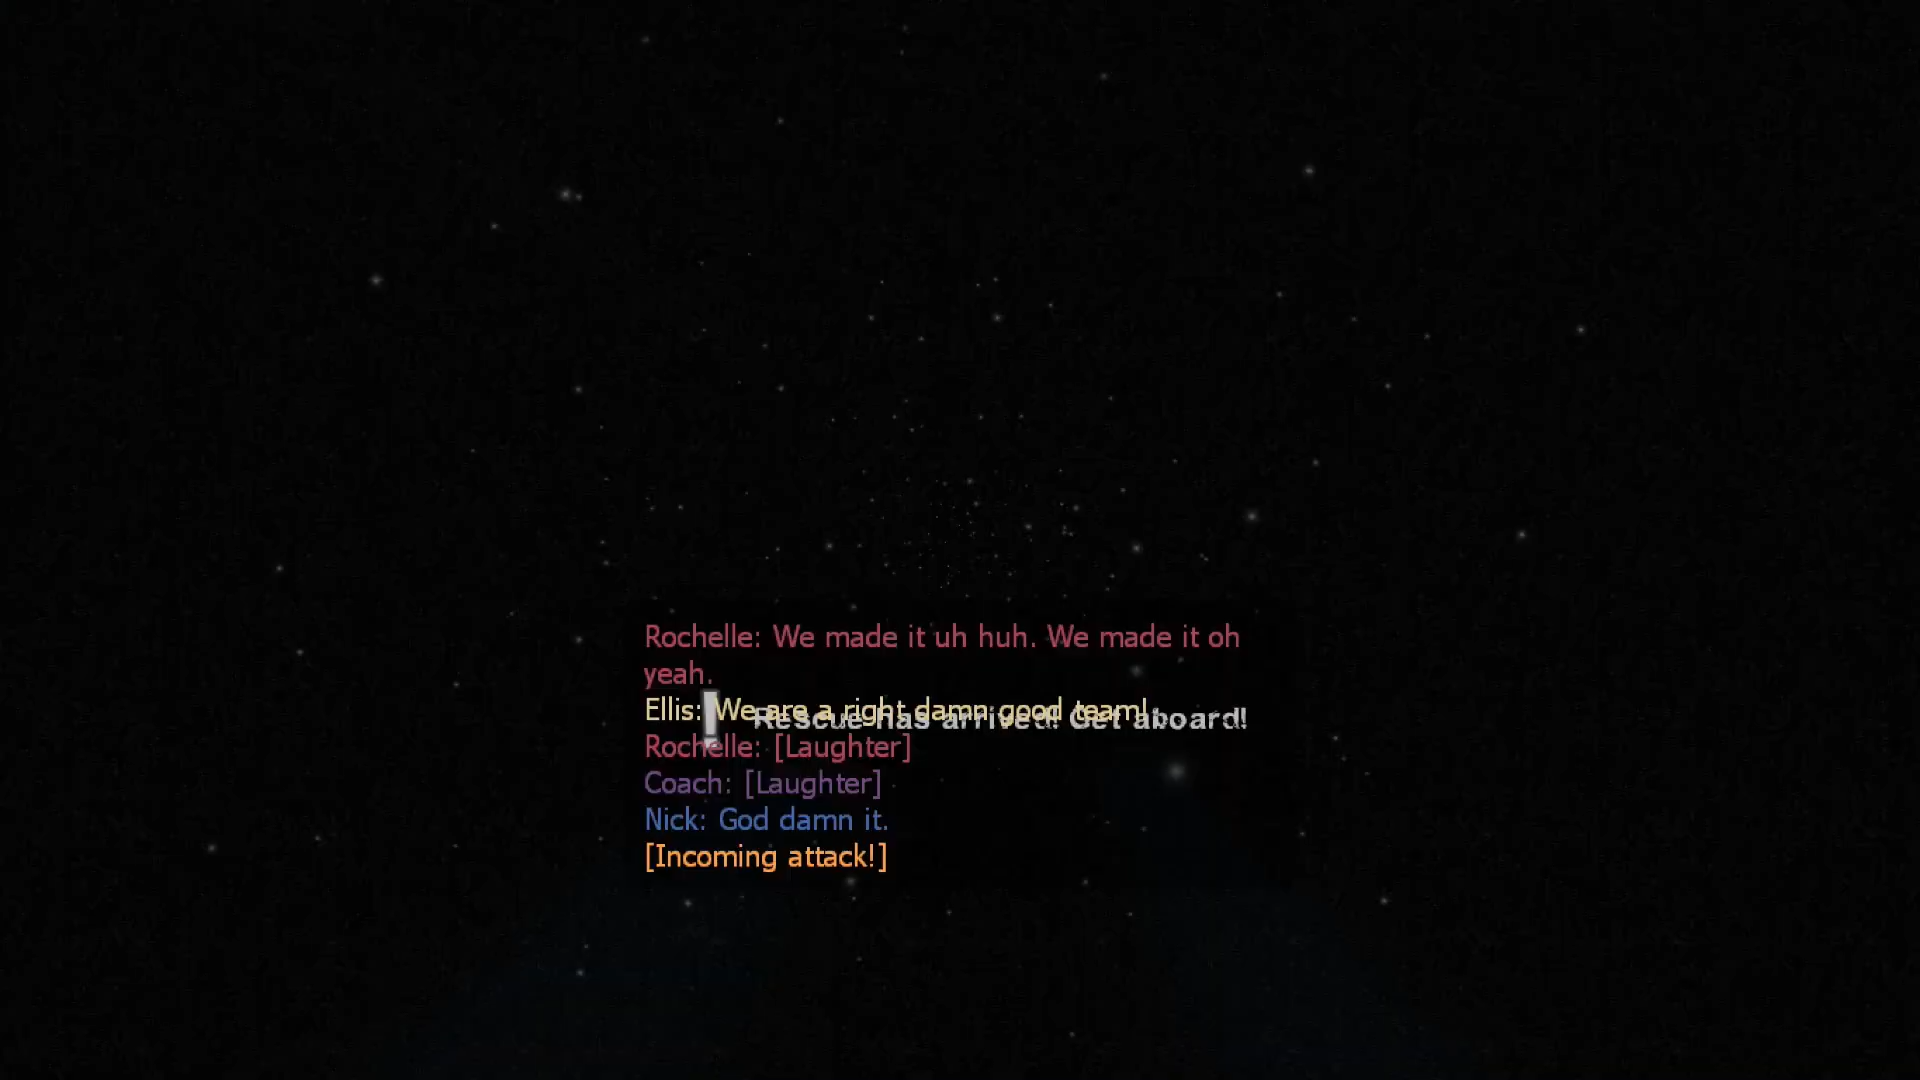 Rochelle: We made it uh huh. We made it oh
yeah.
Ellis: We are a right damn good team!
! Rescue has arrived! Get aboard!
Rochelle: [Laughter]
Coach: [Laughter]
Nick: God damn it.
[Incoming attack!]